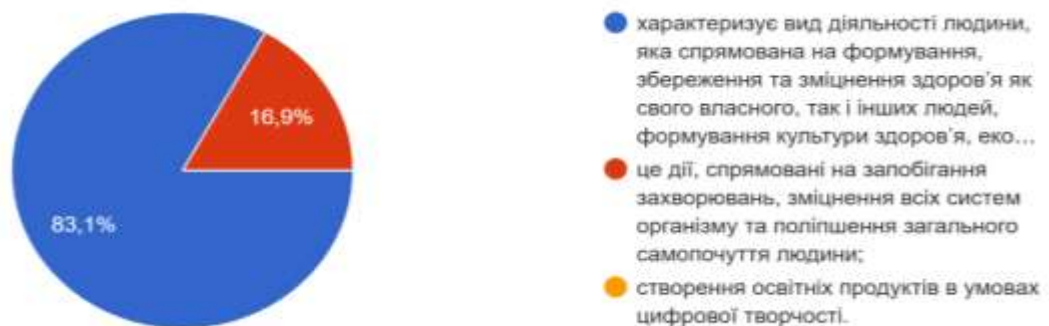 16,9%
83,1%
характеризує вид діяльності людини,
яка спрямована на формування,
збереження та зміцнення здоров'я як
свого власного, так і інших людей,
формування культури здоров'я, еко…
це дії, спрямовані на запобігання
захворювань, зміцнення всіх систем
організму та поліпшення загального
самопочуття людини;
створення освітніх продуктів в умовах
цифрової творчості.